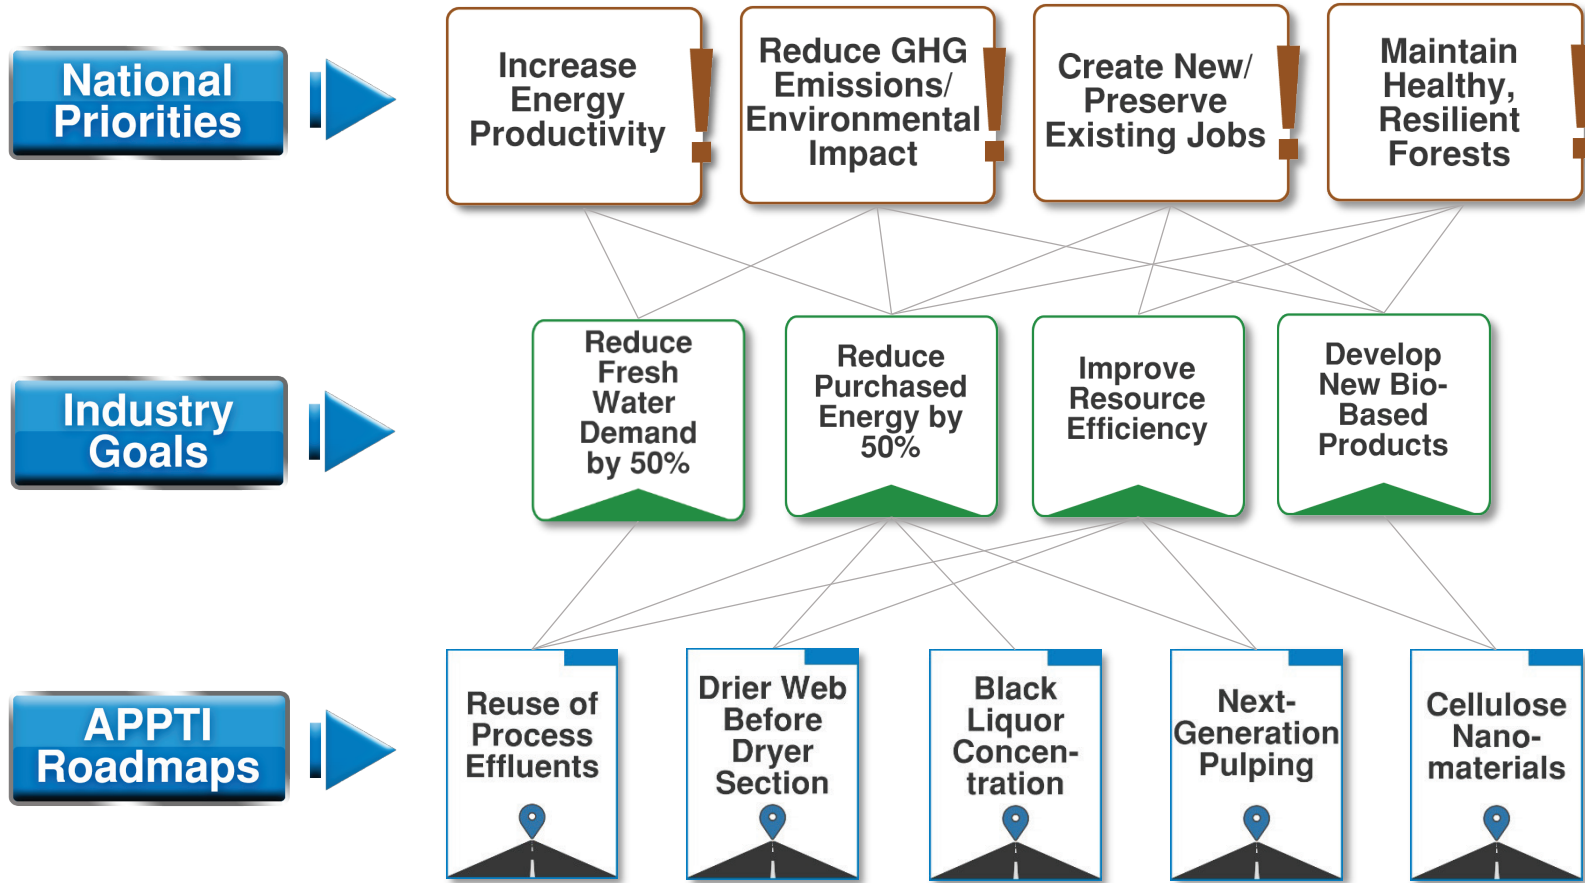 National
Priorities
Increase
Energy
Productivity
Reduce GHG
Emissions/
Environmental
Impact
Create New/
Preserve
Existing Jobs
Maintain
Healthy,
Resilient
Forests
Industry
Goals
Reduce
Fresh
Water
Demand
by 50%
Reduce
Purchased
Energy by
50%
Improve
Resource
Efficiency
Develop
New Bio-
Based
Products
APPTI
Roadmaps
Reuse of
Process
Effluents
Drier Web
Before
Dryer
Section
Black
Liquor
Concen-
tration
Next-
Generation
Pulping
Cellulose
Nano-
materials